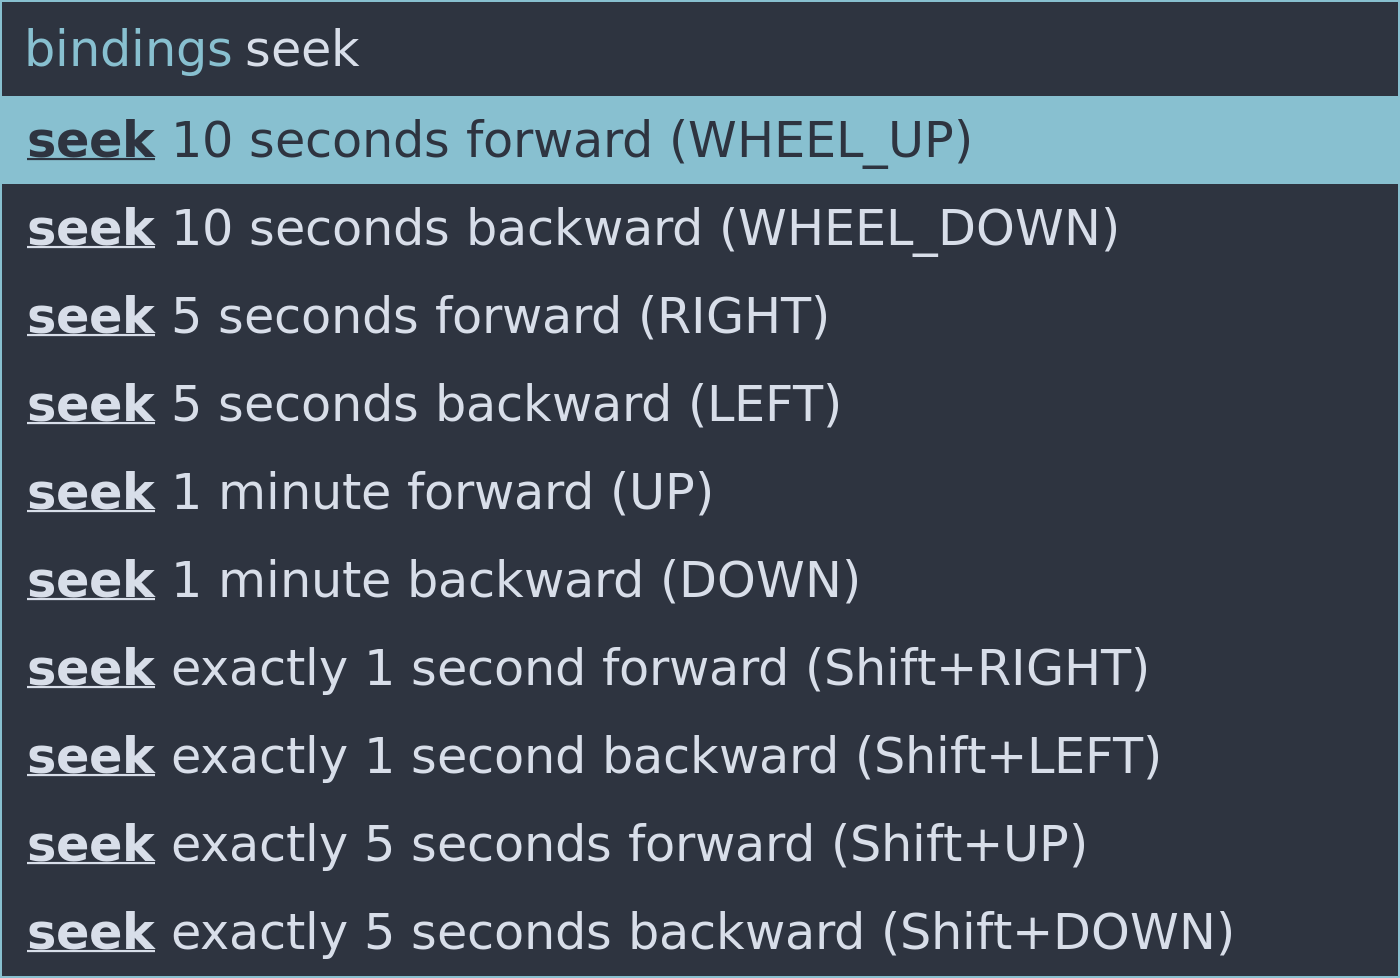 bindings seek
seek 10 seconds forward (WHEEL_UP)
seek 10 seconds backward (WHEEL_DOWN)
seek 5 seconds forward (RIGHT)
seek 5 seconds backward (LEFT)
seek 1 minute forward (UP)
seek 1 minute backward (DOWN)
seek exactly 1 second forward (Shift+RIGHT)
seek exactly 1 second backward (Shift+LEFT)
seek exactly 5 seconds forward (Shift+UP)
seek exactly 5 seconds backward (Shift+DOWN)